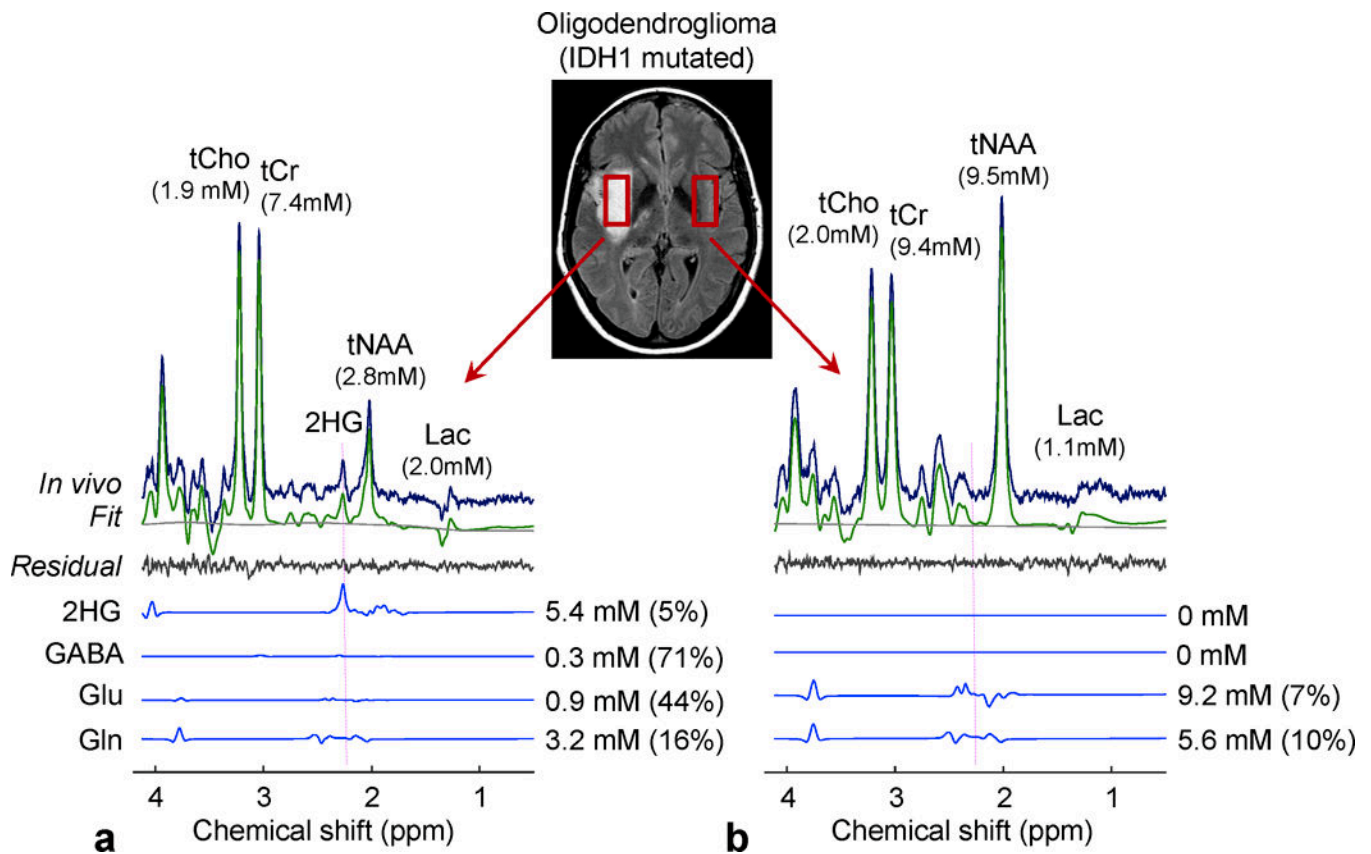 Oligodendroglioma
(IDH1 mutated)
tCho
(1.9 mM)
tCr
(7.4mM)
tNAA
(2.8mM)
2HG
Lac
(2.0mM)
In vivo
Fit
Residual
2HG
5.4 mM (5%)
GABA
0.3 mM (71%)
Glu
0.9 mM (44%)
Gln
3.2 mM (16%)
4 3 2 1
Chemical shift (ppm)
a
tNAA
(9.5mM)
tCho
(2.0mM)
tCr
(9.4mM)
Lac
(1.1mM)
0 mM
0 mM
9.2 mM (7%)
5.6 mM (10%)
4 3 2 1
Chemical shift (ppm)
b